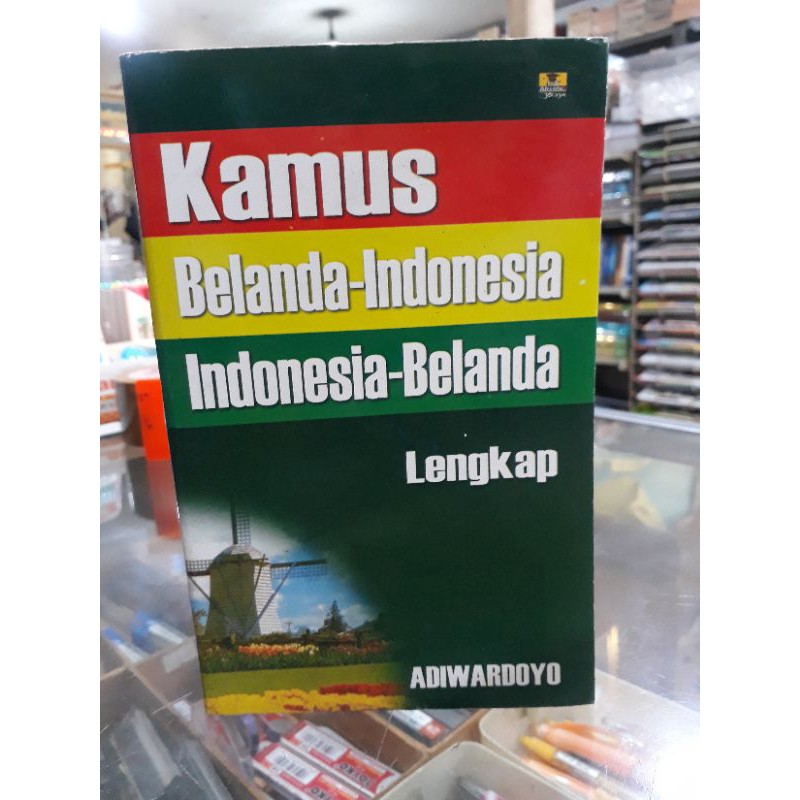 Kamus
Belanda-Indonesia
Indonesia-Belanda
Lengkap
ADIWARDOYO